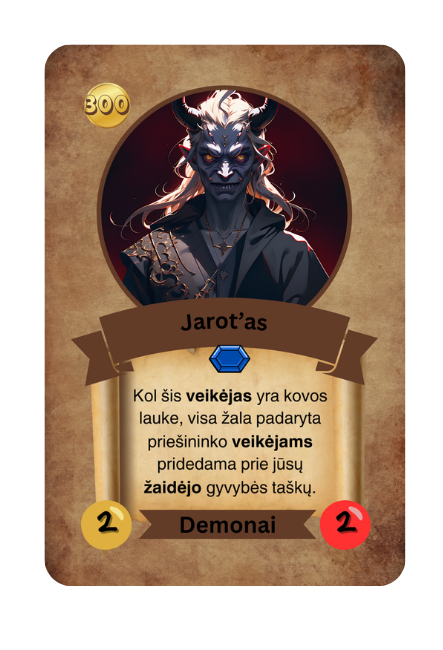 300
Jarot’as
Kol šis veikėjas yra kovos
lauke, visa žala padaryta
priešininko veikėjams
pridedama prie jūsų
žaidėjo gyvybės taškų.
2
Demonai
2